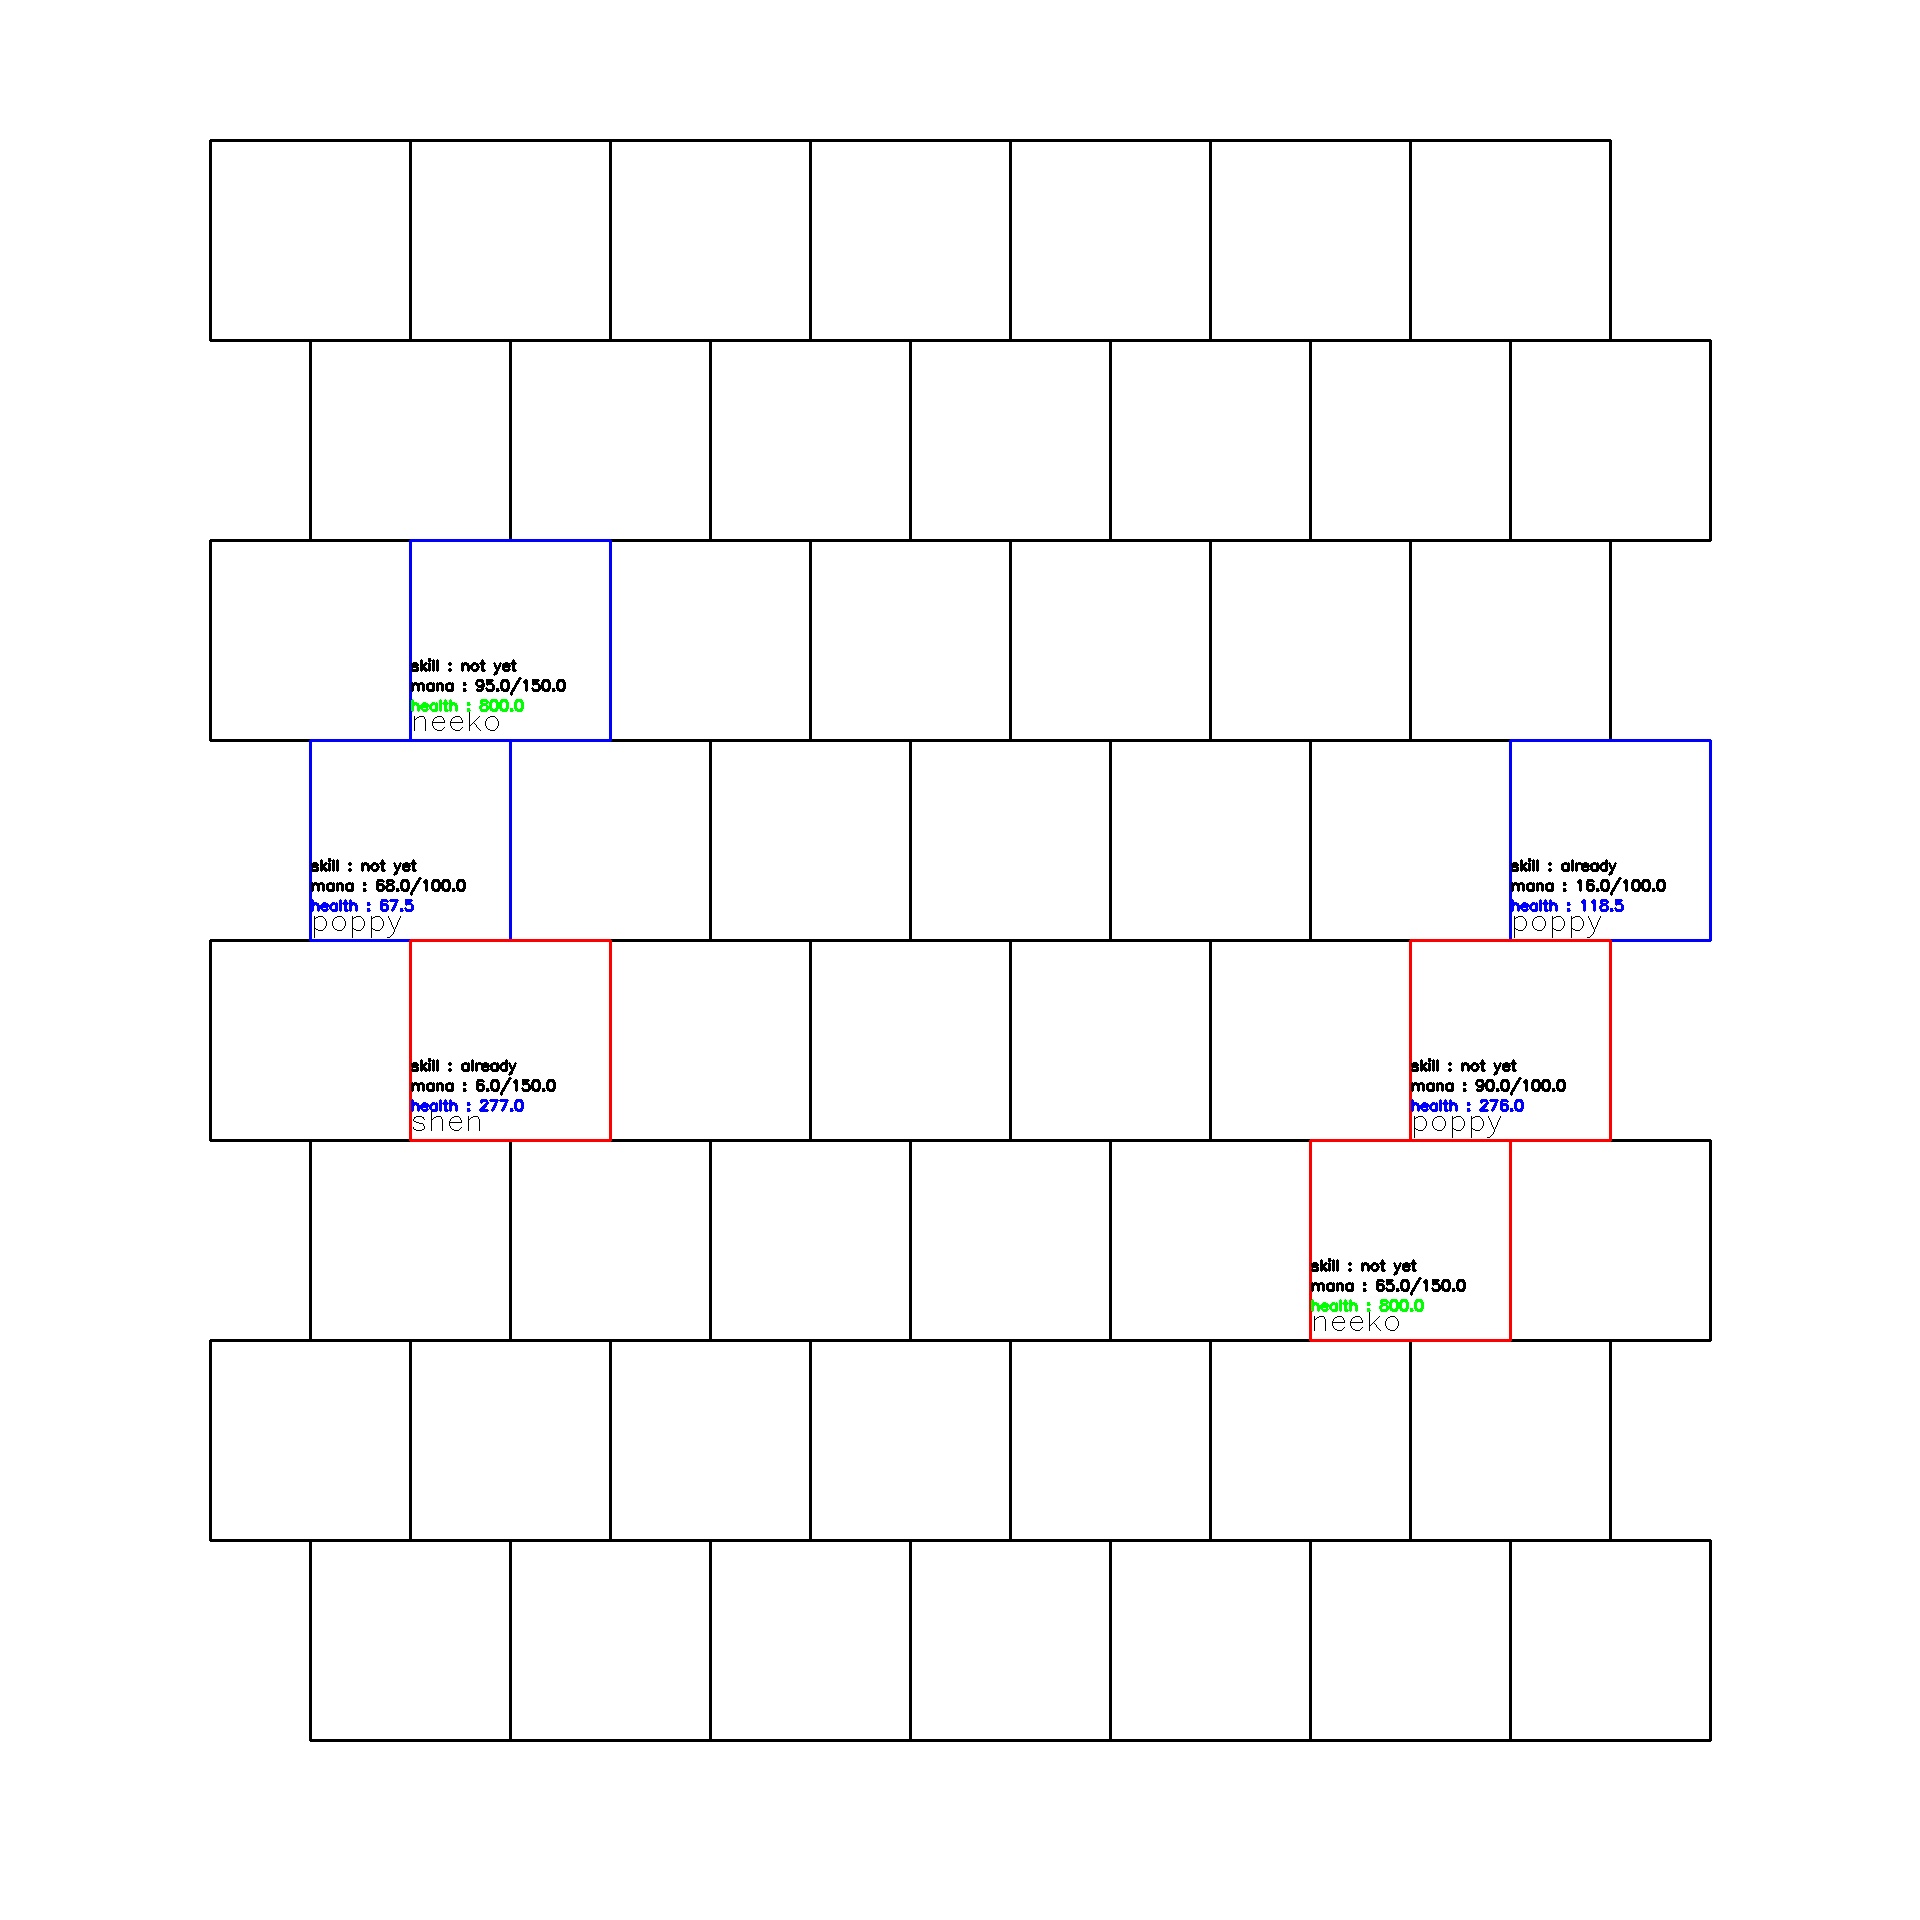 skill : not yet
mana : 95.0/150.0
health : 800.0
neeko
skill : not yet
mana : 68.0/100.0
health : 67.5
poppy
skill : already
mana : 16.0/100.0
health : 118.5
poppy
skill : already
mana : 6.0/150.0
health : 277.0
shen
skill : not yet
mana : 90.0/100.0
health : 276.0
poppy
skill : not yet
mana : 65.0/150.0
health : 800.0
neeko